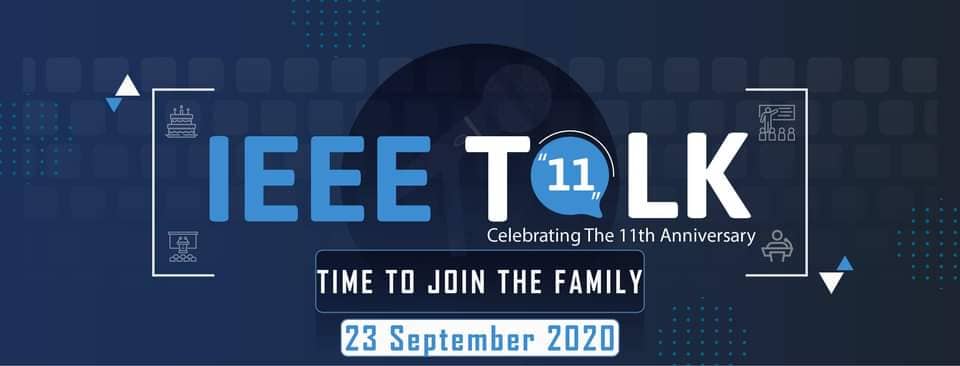 IEEE T "11" LK
Celebrating The 11th Anniversary
TIME TO JOIN THE FAMILY
23 September 2020